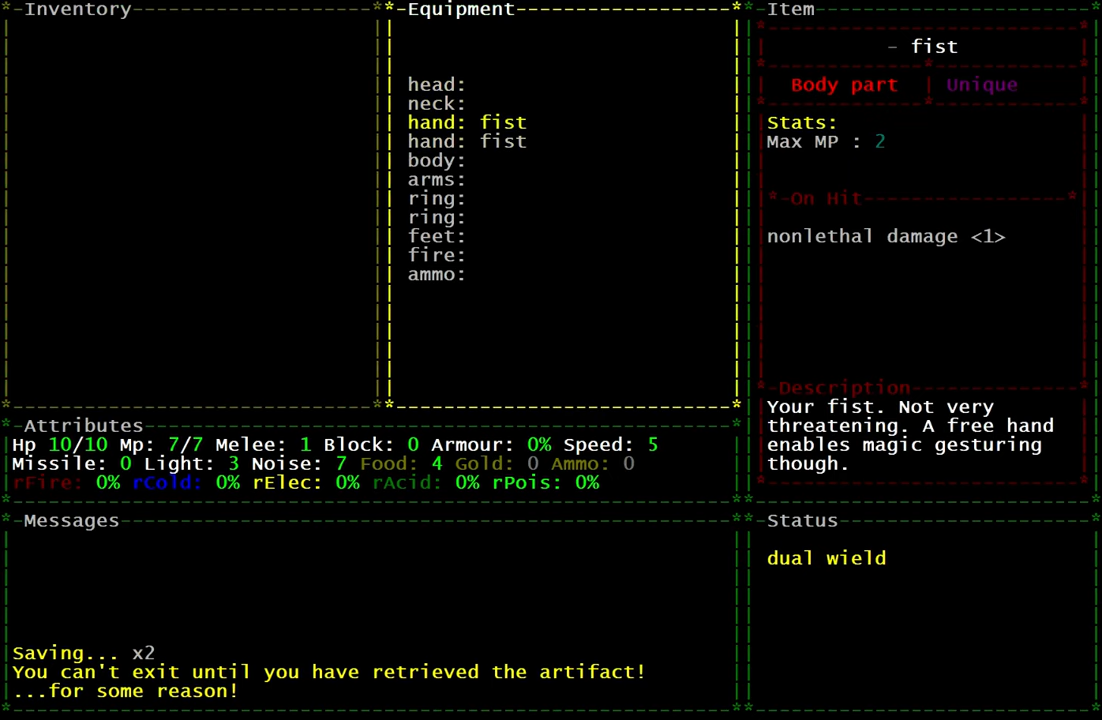 Inventory
Equipment
head:
neck:
hand: fist
hand: fist
body:
arms:
ring:
ring:
feet:
fire:
ammo:
Item
- fist
Body part | Unique
Stats:
Max MP : 2
On Hit
nonlethal damage <1>
Description
Your fist. Not very
threatening. A free hand
enables magic gesturing
though.
Attributes
Hp 10/10 Mp: 7/7 Melee: 1 Block: 0 Armour: 0% Speed: 5
Missile: 0 Light: 3 Noise: 7 Food: 4 Gold: 0 Ammo: 0
rFire: 0% rCold: 0% rElec: 0% rAcid: 0% rPois: 0%
Messages
Saving... x2
You can't exit until you have retrieved the artifact!
...for some reason!
Status
dual wield